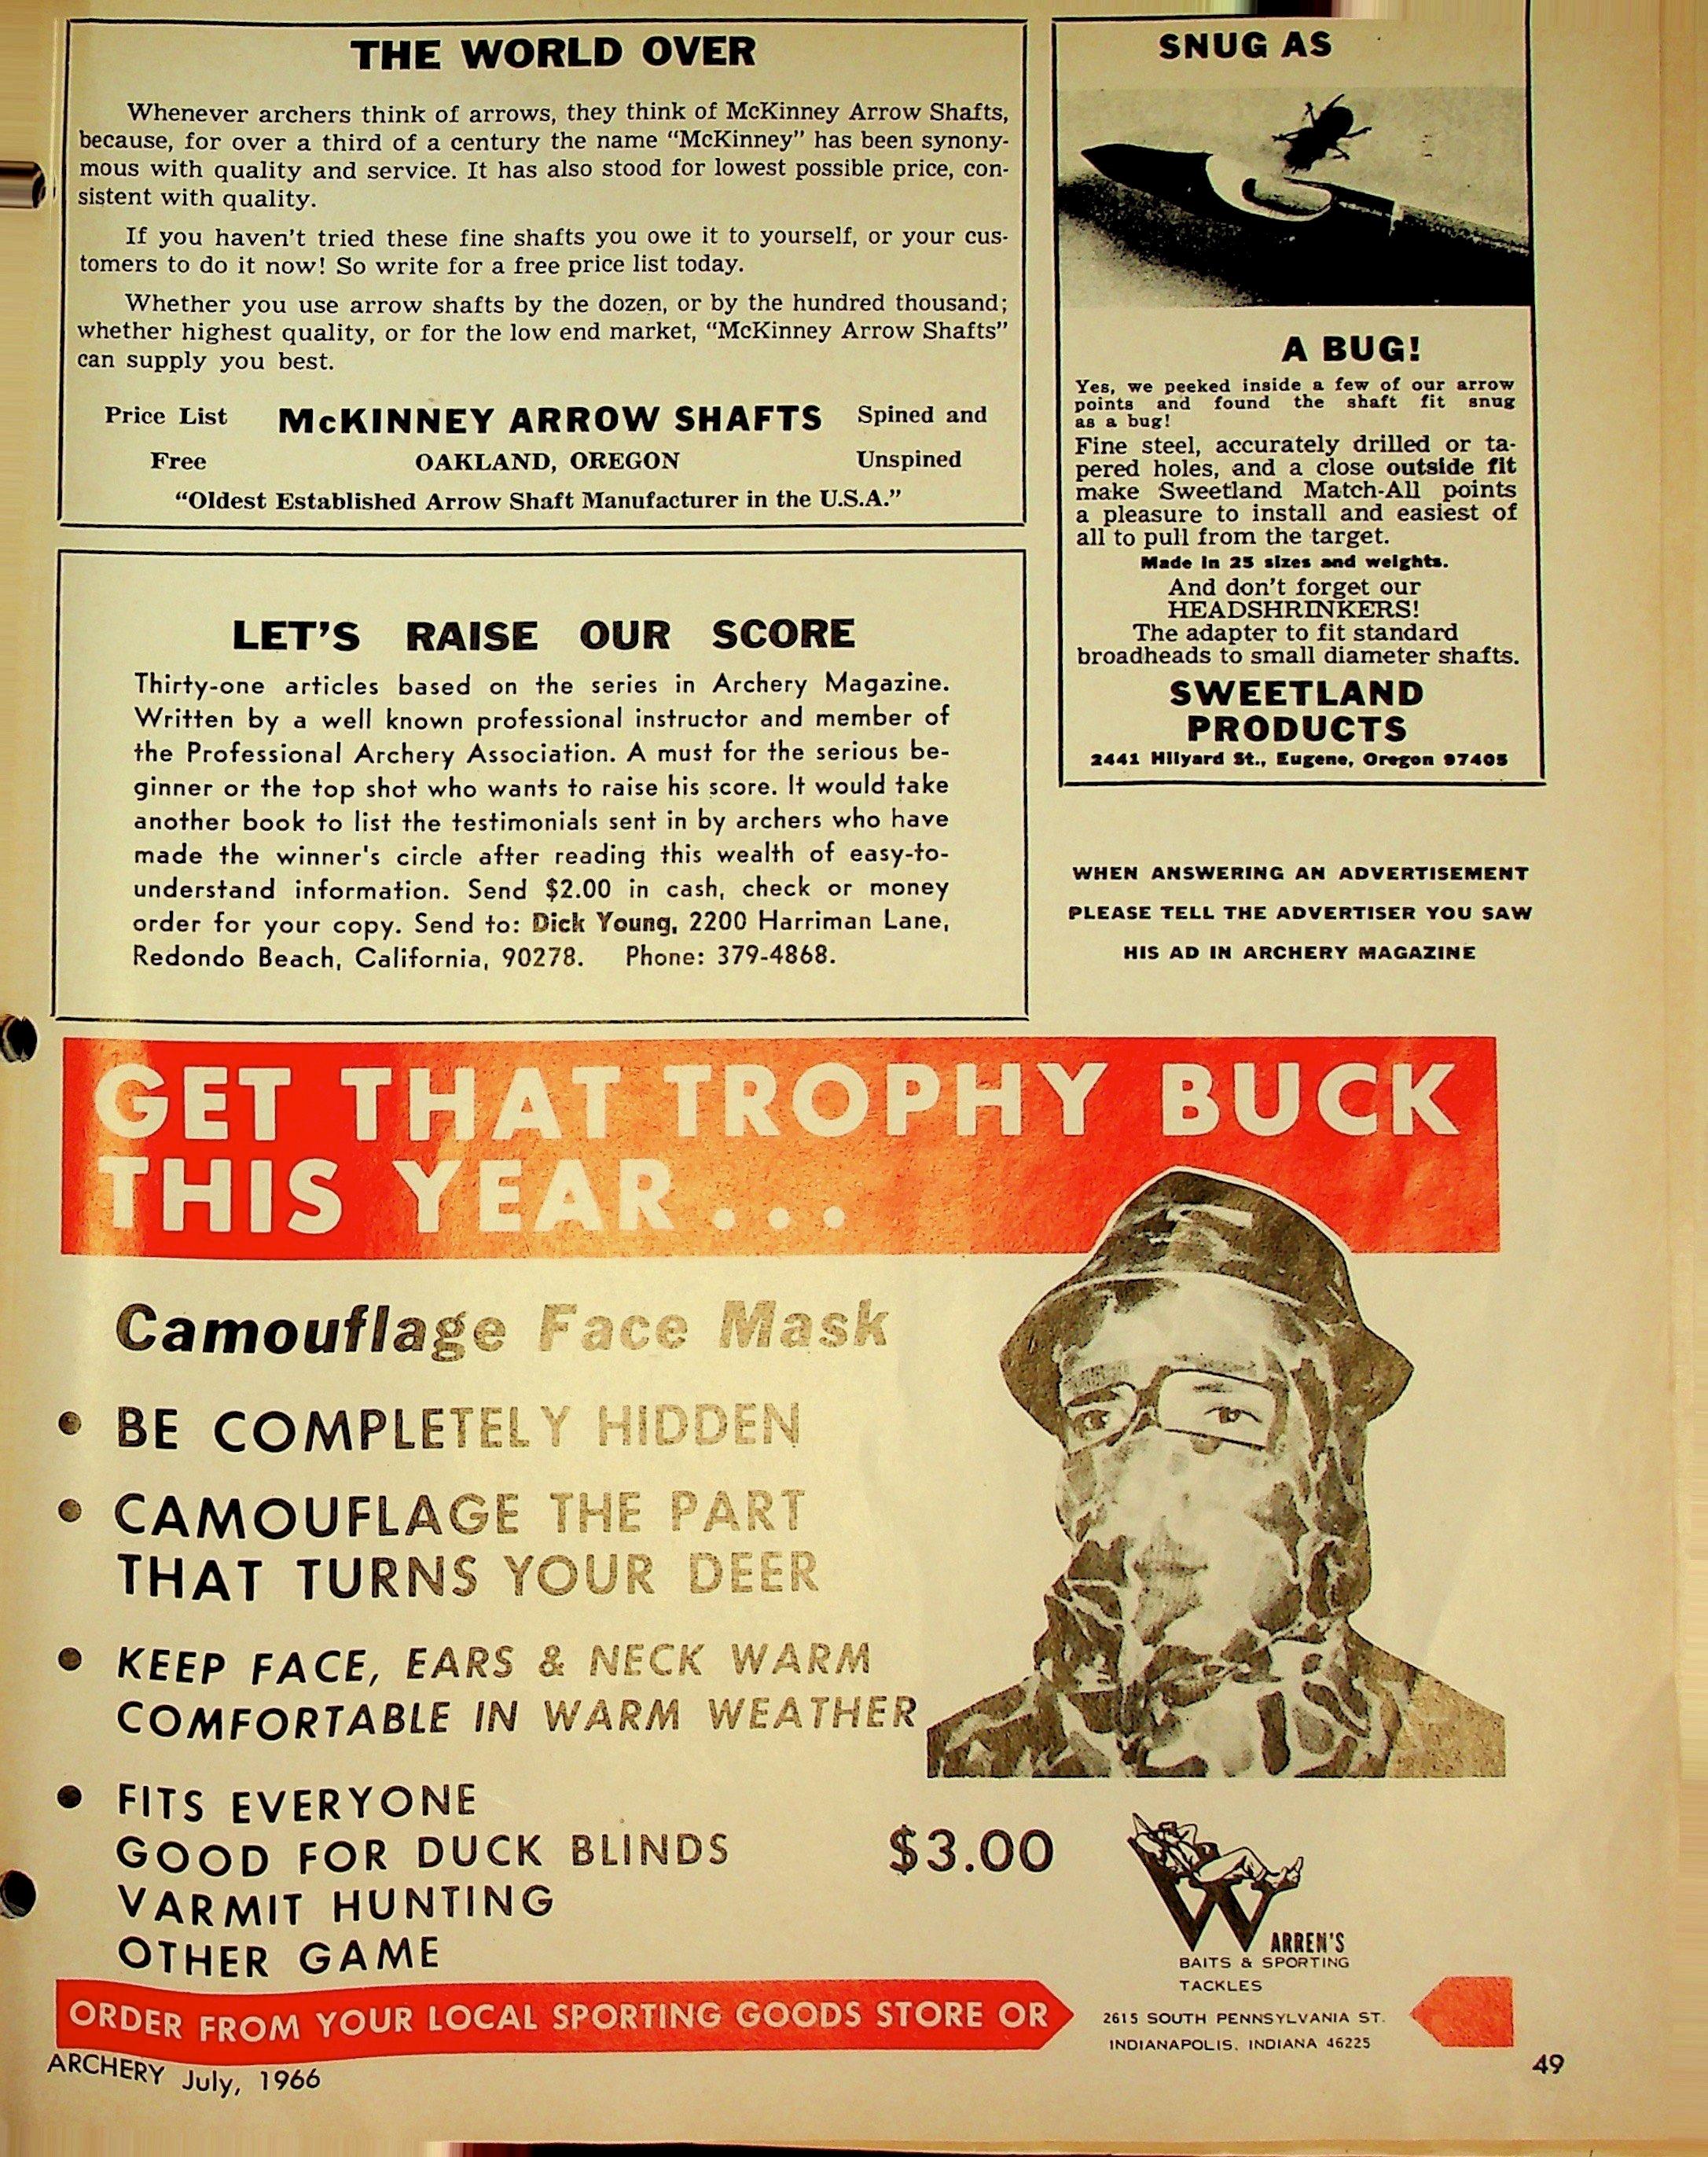 THE WORLD OVER
Whenever archers think of arrows, they think of McKinney Arrow Shafts,
because, for over a third of a century the name “McKinney” has been synony-
mous with quality and service. It has also stood for lowest possible price, con-
sistent with quality.
If you haven't tried these fine shafts you owe it to yourself, or your cus-
tomers to do it now! So write for a free price list today.
Whether you use arrow shafts by the dozen, or by the hundred thousand;
whether highest quality, or for the low end market, “McKinney Arrow Shafts”
can supply you best.
Price List McKINNEY ARROW SHAFTS Spined and
Free OAKLAND, OREGON Unspined
“Oldest Established Arrow Shaft Manufacturer in the U.S.A.”
LET'S RAISE OUR SCORE
Thirty-one articles based on the series in Archery Magazine.
Written by a well known professional instructor and member of
the Professional Archery Association. A must for the serious be-
ginner or the top shot who wants to raise his score. It would take
another book to list the testimonials sent in by archers who have
made the winner's circle after reading this wealth of easy-to-
understand information. Send $2.00 in cash, check or money
order for your copy. Send to: Dick Young, 2200 Harriman Lane,
Redondo Beach, California, 90278. Phone: 379-4868.
SNUG AS
A BUG!
Yes, we peeked inside a few of our arrow
points and found the shaft fit snug
as a bug!
Fine steel, accurately drilled or ta-
pered holes, and a close outside fit
make Sweetland Match-All points
a pleasure to install and easiest of
all to pull from the target.
Made in 25 sizes and weights.
And don't forget our
HEADSHRINKERS!
The adapter to fit standard
broadheads to small diameter shafts.
SWEETLAND
PRODUCTS
2441 Hilyard St., Eugene, Oregon 97405
WHEN ANSWERING AN ADVERTISEMENT
PLEASE TELL THE ADVERTISER YOU SAW
HIS AD IN ARCHERY MAGAZINE
GET THAT TROPHY BUCK
THIS YEAR...
Camouflage Face Mask
• BE COMPLETELY HIDDEN
• CAMOUFLAGE THE PART
THAT TURNS YOUR DEER
• KEEP FACE, EARS & NECK WARM
COMFORTABLE IN WARM WEATHER
• FITS EVERYONE
GOOD FOR DUCK BLINDS
VARMIT HUNTING
OTHER GAME
$3.00
WARREN'S
BAITS & SPORTING
TACKLES
2615 SOUTH PENNSYLVANIA ST.
INDIANAPOLIS, INDIANA 46225
ORDER FROM YOUR LOCAL SPORTING GOODS STORE OR
ARCHERY July, 1966
49